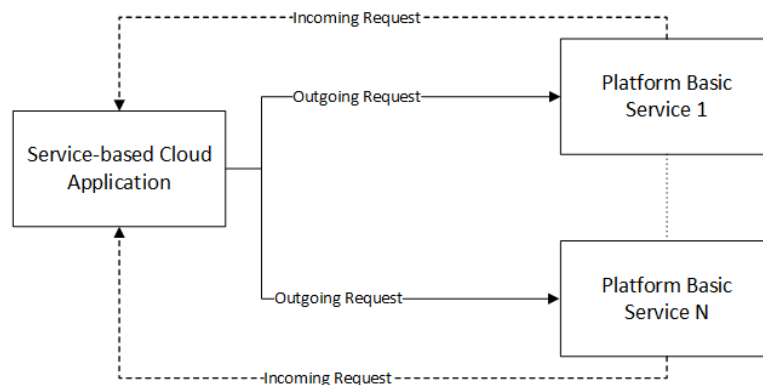 Incoming Request
Outgoing Request
Platform Basic
Service 1
Service-based Cloud
Application
Outgoing Request
Platform Basic
Service N
Incoming Request